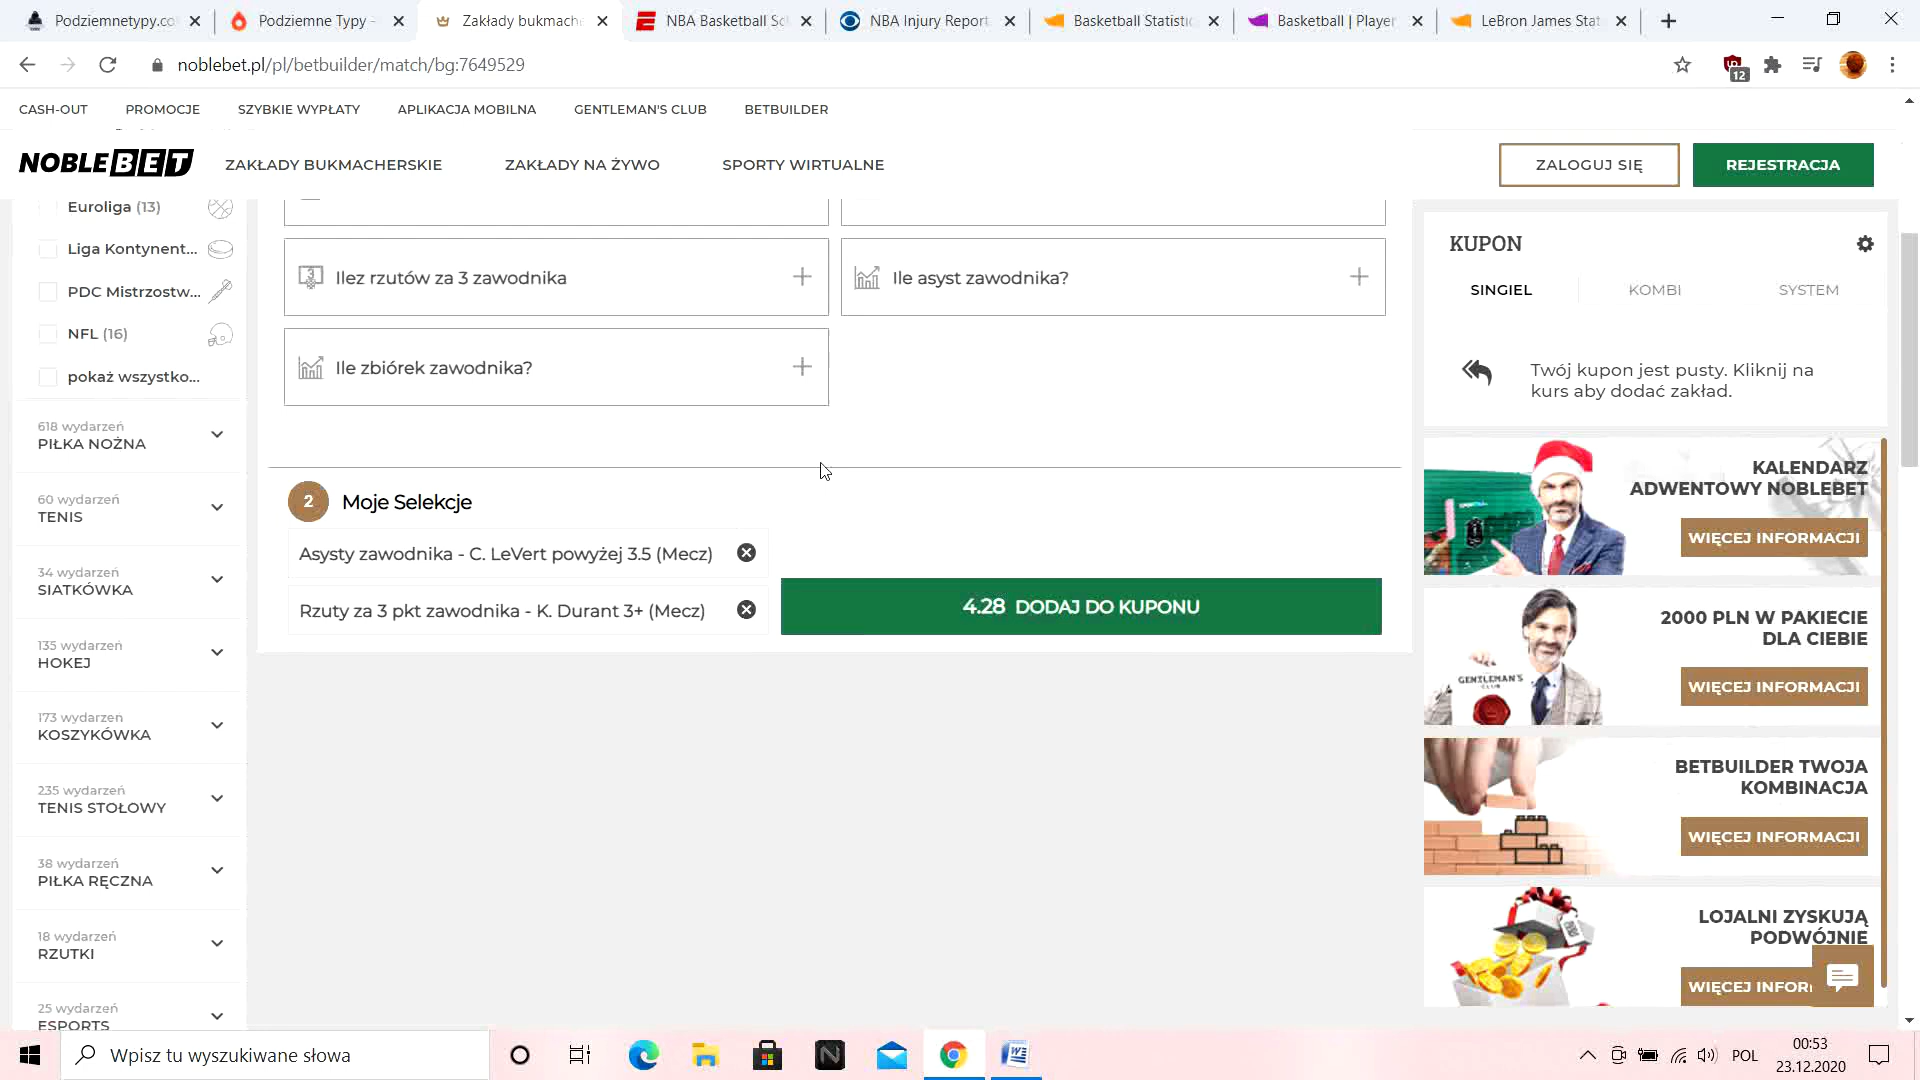 Podziemnetypy.co
Podziemne Typy -
Zakłady bukmache
NBA Basketball Sc
NBA Injury Report
Basketball Statistic
Basketball | Player
LeBron James Stat
noblebet.pl/pl/betbuilder/match/bg:7649529
12
CASH-OUT
PROMOCJE
SZYBKIE WYPŁATY
APLIKACJA MOBILNA
GENTLEMAN'S CLUB
BETBUILDER
NOBLEBET
ZAKŁADY BUKMACHERSKIE
ZAKŁADY NA ŻYWO
SPORTY WIRTUALNE
ZALOGUJ SIĘ
REJESTRACJA
Euroliga (13)
Liga Kontynent...
PDC Mistrzostw...
NFL (16)
pokaż wszystko...
618 wydarzeń
PIŁKA NOŻNA
60 wydarzeń
TENIS
34 wydarzeń
SIATKÓWKA
135 wydarzeń
HOKEJ
173 wydarzeń
KOSZYKÓWKA
235 wydarzeń
TENIS STOŁOWY
38 wydarzeń
PIŁKA RĘCZNA
18 wydarzeń
RZUTKI
25 wydarzeń
ESPORTS
3
Ilez rzutów za 3 zawodnika
Ile asyst zawodnika?
Ile zbiórek zawodnika?
2
Moje Selekcje
Asysty zawodnika - C. LeVert powyżej 3.5 (Mecz)
Rzuty za 3 pkt zawodnika - K. Durant 3+ (Mecz)
4.28 DODAJ DO KUPONU
KUPON
SINGIEL
KOMBI
SYSTEM
Twój kupon jest pusty. Kliknij na
kurs aby dodać zakład.
KALENDARZ
ADWENTOWY NOBLEBET
WIĘCEJ INFORMACJI
2000 PLN W PAKIECIE
DLA CIEBIE
GENTLEMAN'S
CLUB
WIĘCEJ INFORMACJI
BETBUILDER TWOJA
KOMBINACJA
WIĘCEJ INFORMACJI
LOJALNI ZYSKUJĄ
PODWÓJNIE
WIĘCEJ INFOR
Wpisz tu wyszukiwane słowa
POL
00:53
23.12.2020